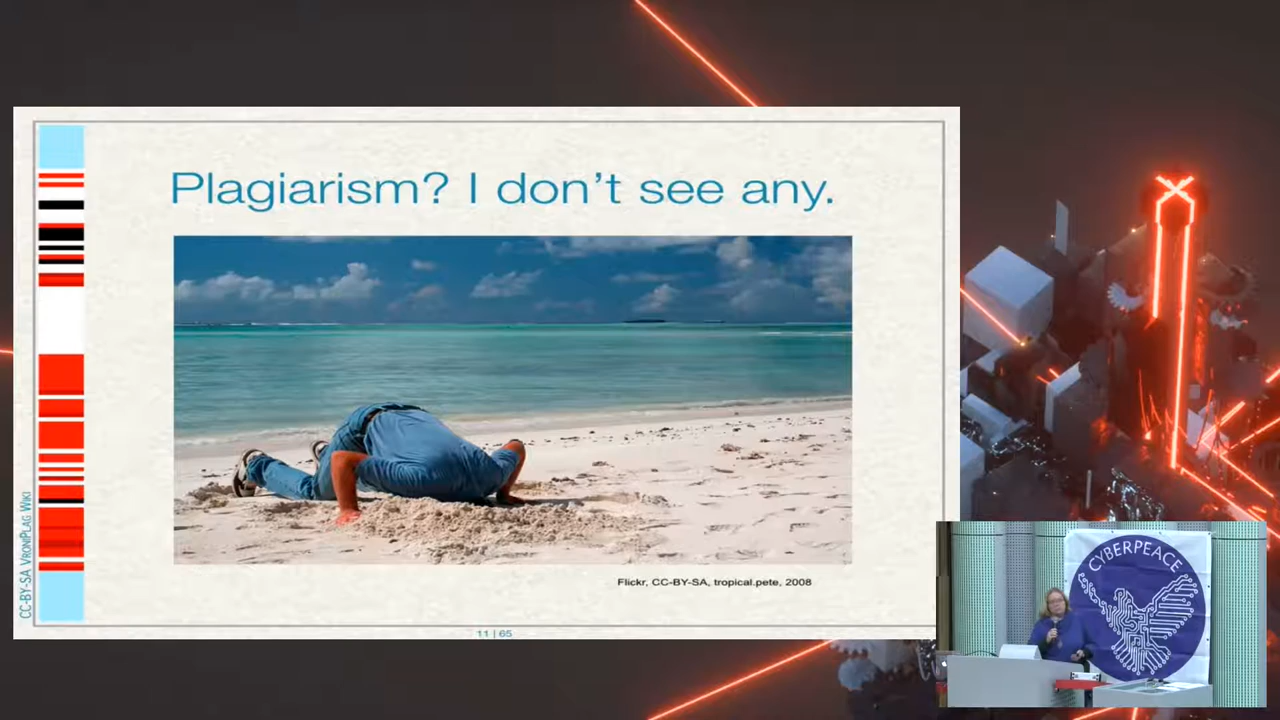 Plagiarism? I don't see any.
Flickr, CC-BY-SA, tropical.pete, 2008
11 | 65
CC-BY-SA VroniPlag Wiki
CYBERPEACE